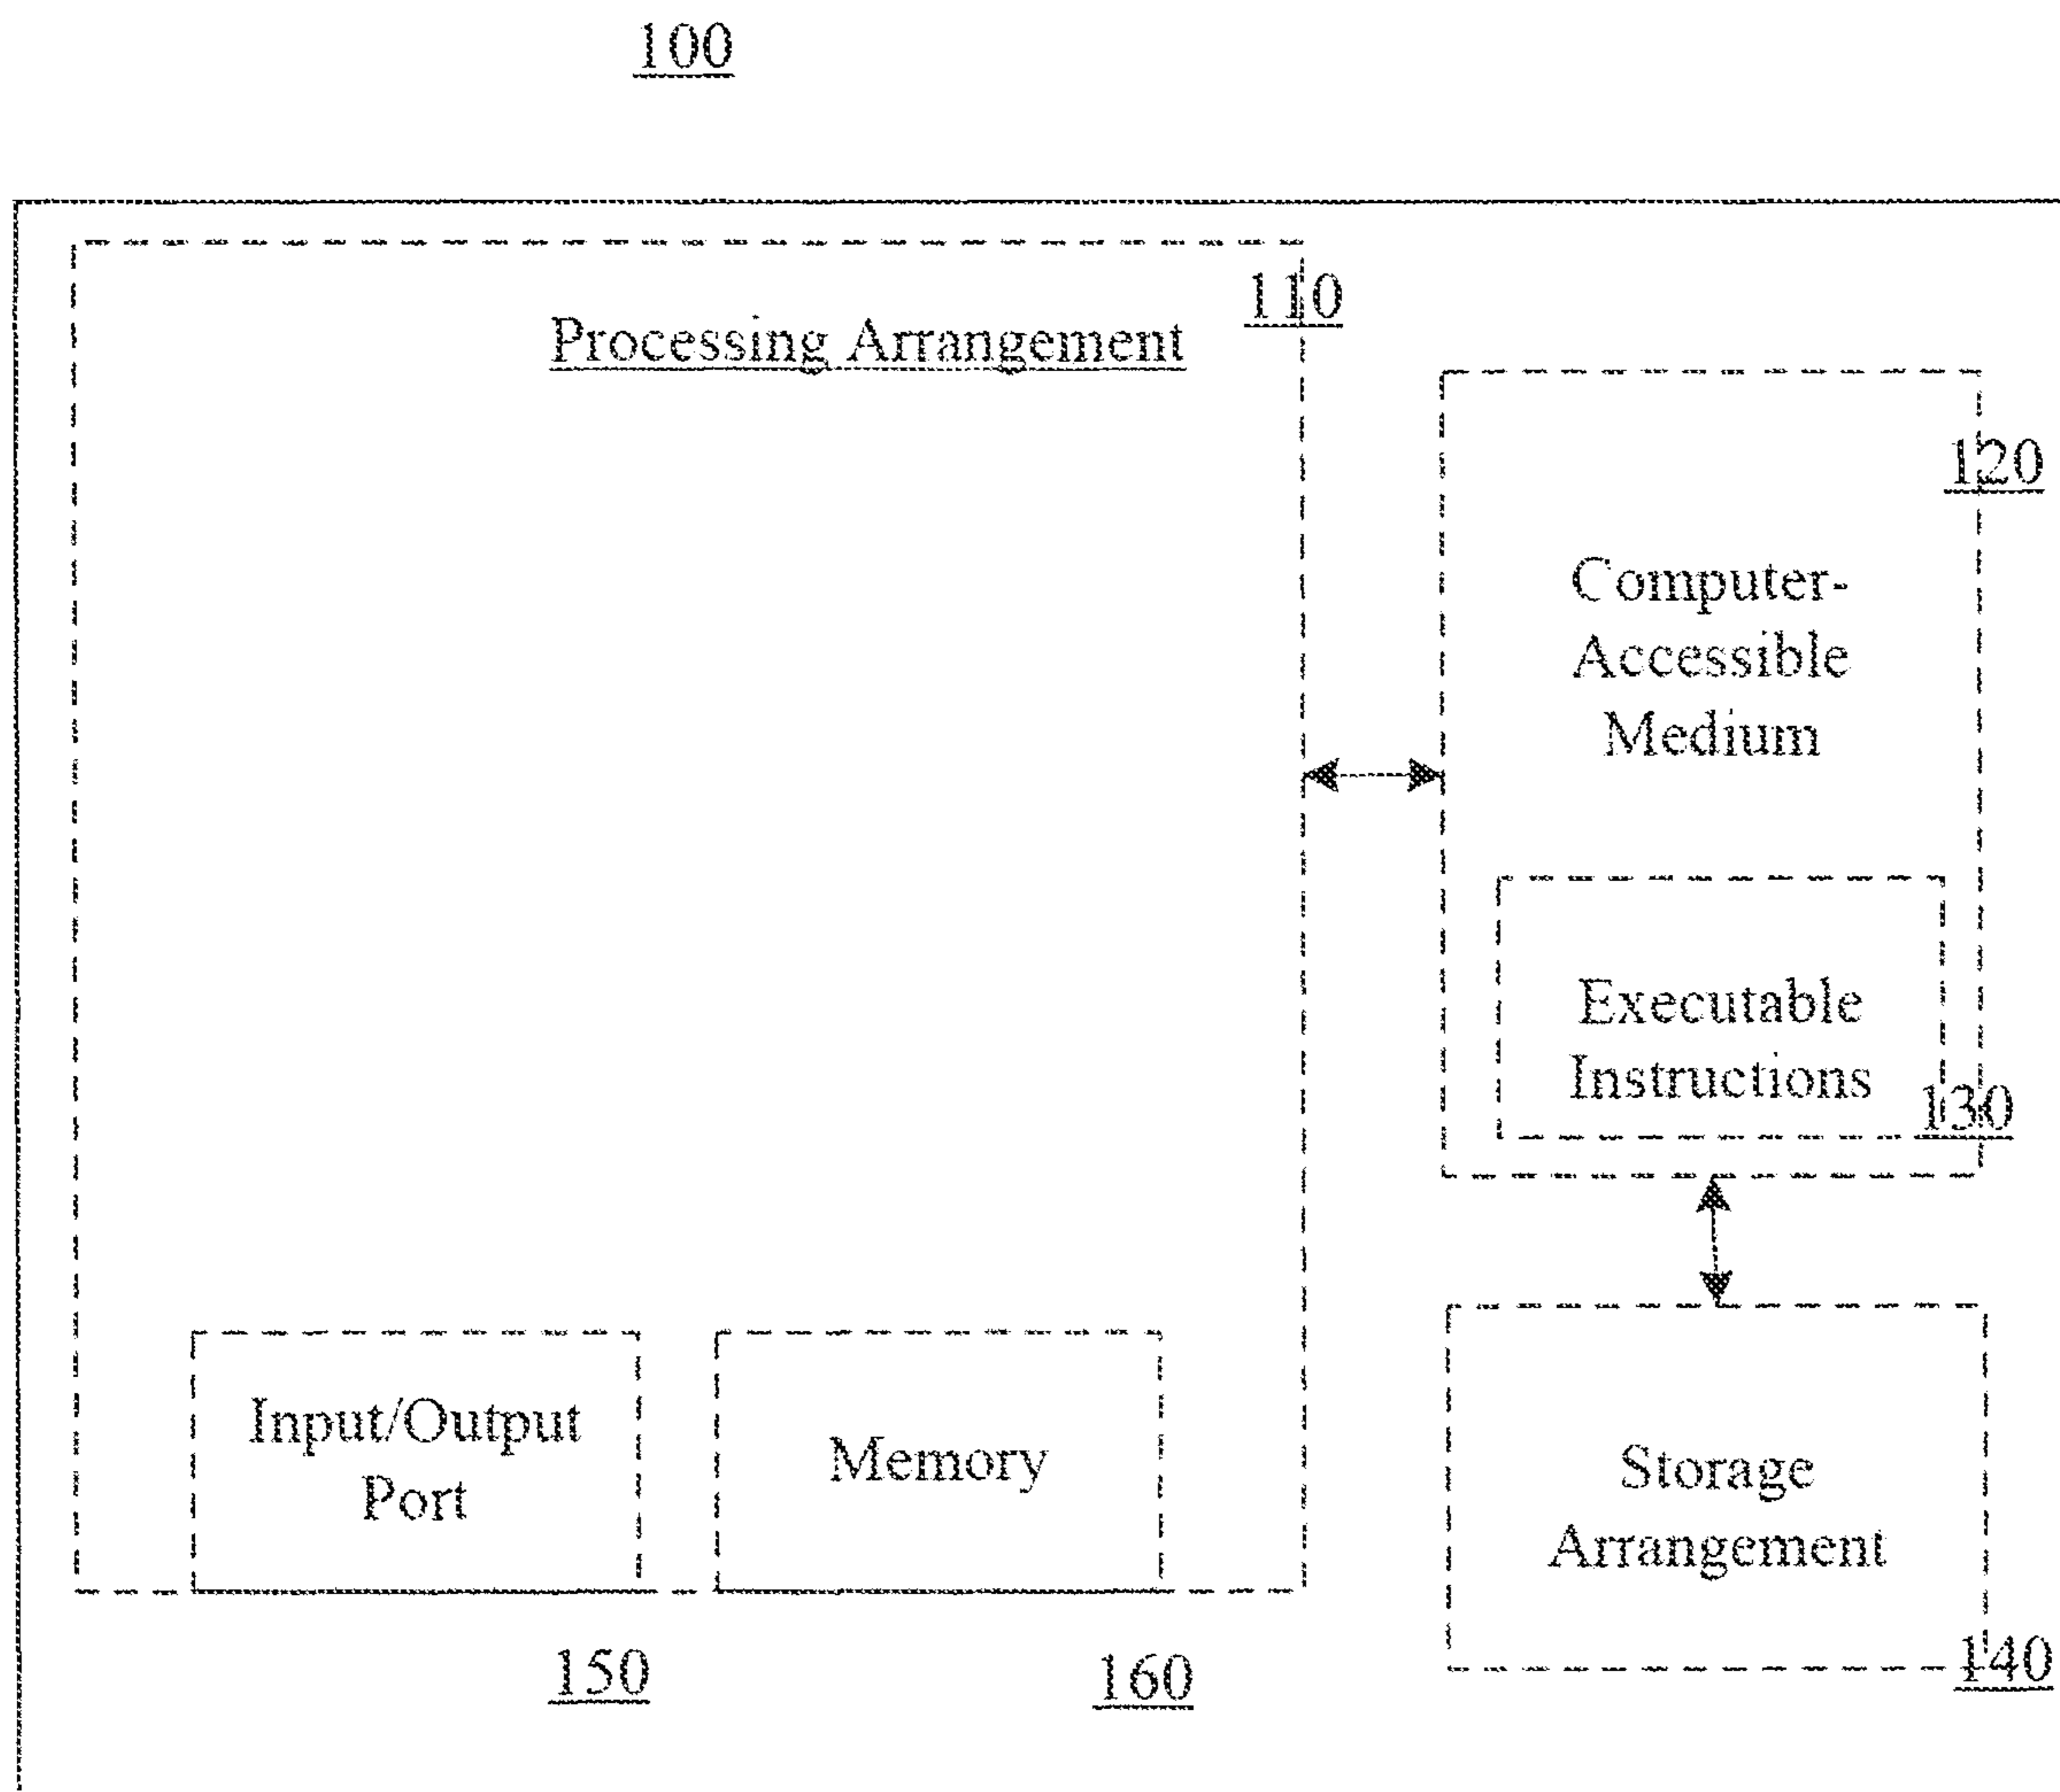 100
110
Processing Arrangement
120
Computer-
Accessible
Medium
Executable
Instructions
130
Input/Output
Port
Memory
Storage
Arrangement
140
150
160